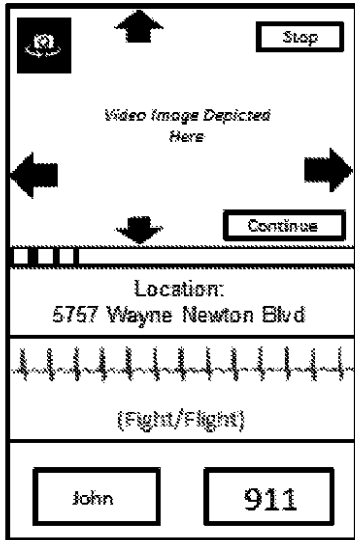 Stop
Video Image Depicted
Here
Continue
Location:
5757 Wayne Newton Blvd
(Fight/Flight)
John
911